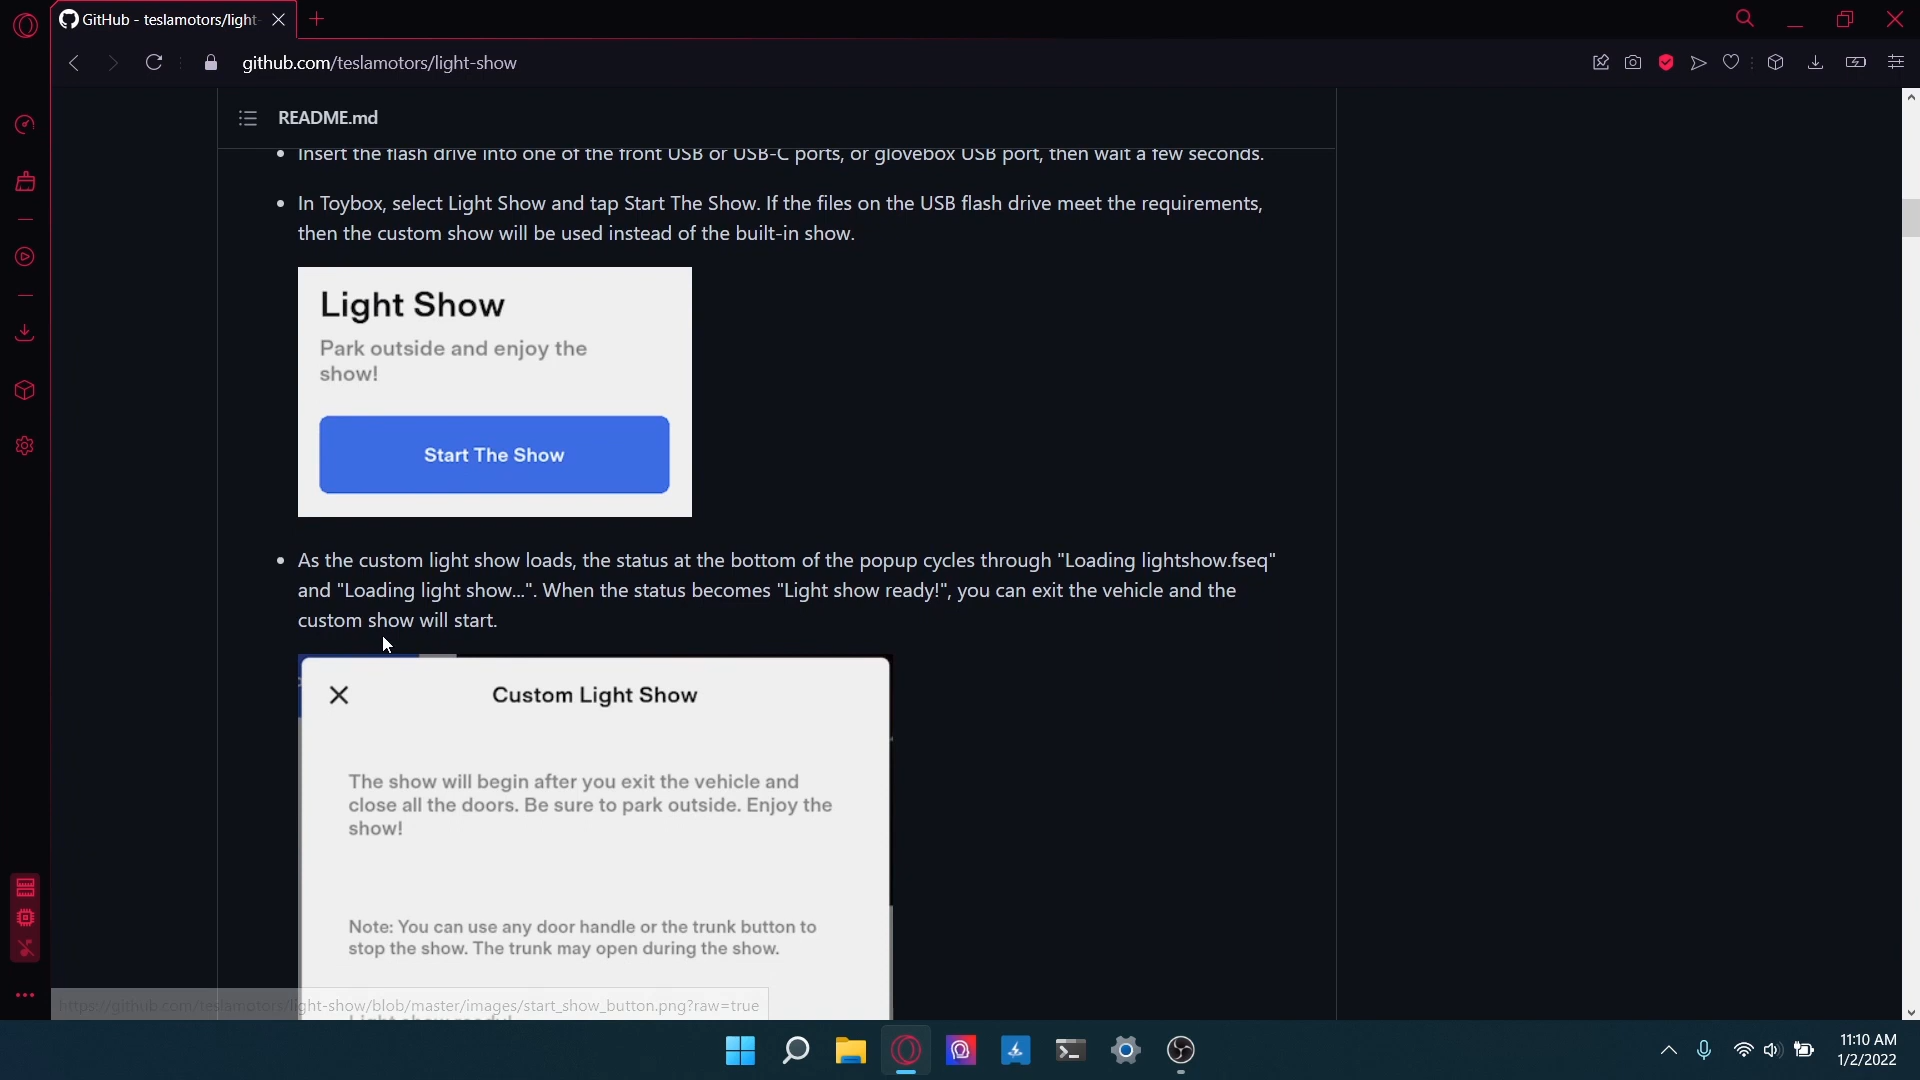 GitHub - teslamotors/light-
github.com/teslamotors/light-show
README.md
Insert the flash drive into one of the front USB or USB-C ports, or glovebox USB port, then wait a few seconds.
In Toybox, select Light Show and tap Start The Show. If the files on the USB flash drive meet the requirements,
then the custom show will be used instead of the built-in show.
Light Show
Park outside and enjoy the
show!
Start The Show
As the custom light show loads, the status at the bottom of the popup cycles through "Loading lightshow.fseq"
and "Loading light show...". When the status becomes "Light show ready!", you can exit the vehicle and the
custom show will start.
Custom Light Show
The show will begin after you exit the vehicle and
close all the doors. Be sure to park outside. Enjoy the
show!
Note: You can use any door handle or the trunk button to
stop the show. The trunk may open during the show.
https://github.com/teslamotors/light-show/blob/master/images/start_show_button.png?raw=true
Light show ready!
11:10 AM
1/2/2022